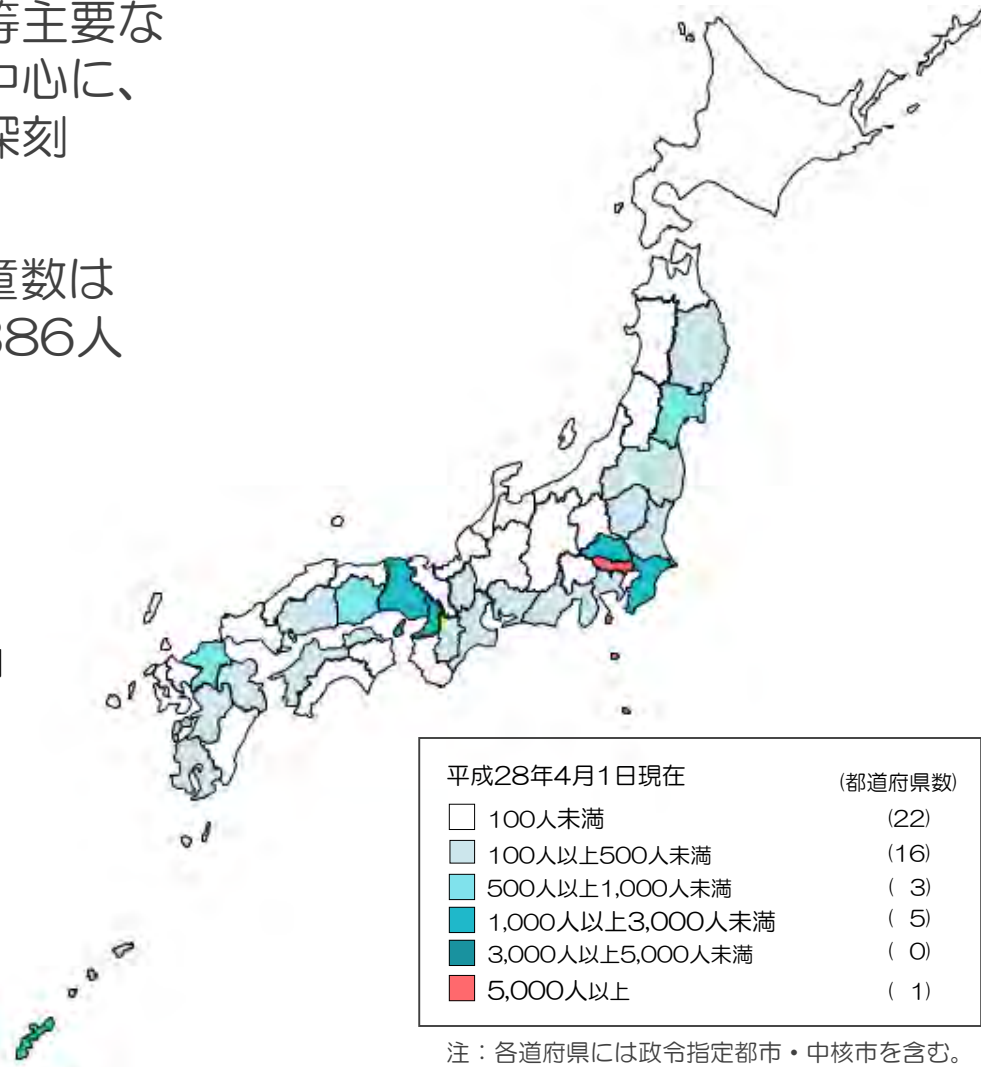 等主要な
中心に、
深刻
童数は
386人
平成28年4月1日現在 (都道府県数)
100人未満 (22)
100人以上500人未満 (16)
500人以上1,000人未満 ( 3)
1,000人以上3,000人未満 ( 5)
3,000人以上5,000人未満 ( 0)
5,000人以上 ( 1)
注：各道府県には政令指定都市・中核市を含む。